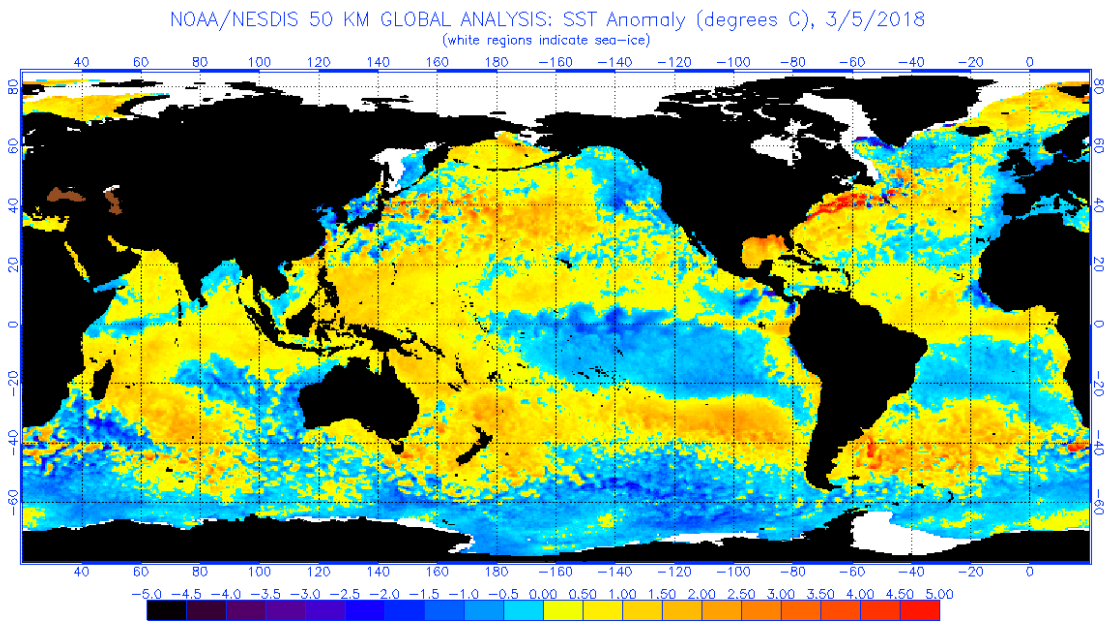 NOAA/NESDIS 50 KM GLOBAL ANALYSIS: SST Anomaly (degrees C), 3/5/2018
(white regions indicate sea-ice)
40 60 80 100 120 140 160 180 -160 -140 -120 -100 -80 -60 -40 -20 0
80 80
60 60
40 40
20 20
0 0
-20 -20
-40 -40
-60 -60
40 60 80 100 120 140 160 180 -160 -140 -120 -100 -80 -60 -40 -20 0
-5.0 -4.5 -4.0 -3.5 -3.0 -2.5 -2.0 -1.5 -1.0 -0.5 0.00 0.50 1.00 1.50 2.00 2.50 3.00 3.50 4.00 4.50 5.00